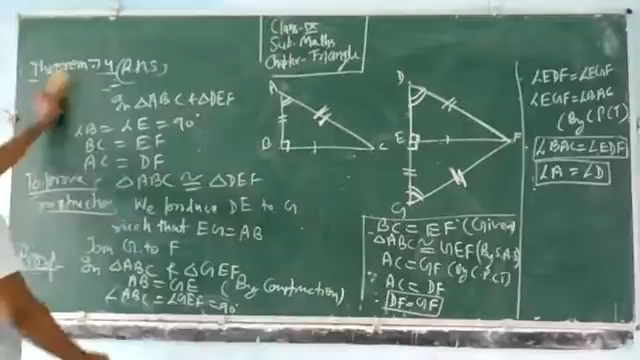 Class-IX
Sub-Maths
Chapter-Triangle
Theorem-7.4 (R.H.S)
In △ABC & △DEF
∠B = ∠E = 90°
BC = EF
AC = DF
To prove- △ABC ≅ △DEF
Construction We produce DE to G
such that EG = AB
Join G to F
Proof- In △ABC & △GEF
AB = GE (By Construction)
∠ABC = ∠GEF = 90°
A
B
C
D
E
F
G
BC = EF (Given)
△ABC ≅ GEF (By S.A.S)
AC = GF (By C.P.C.T)
AC = DF
DF = GF
∠EDF = ∠EGF
∠EGF = ∠BAC
(By CPCT)
∠BAC = ∠EDF
∠A = ∠D